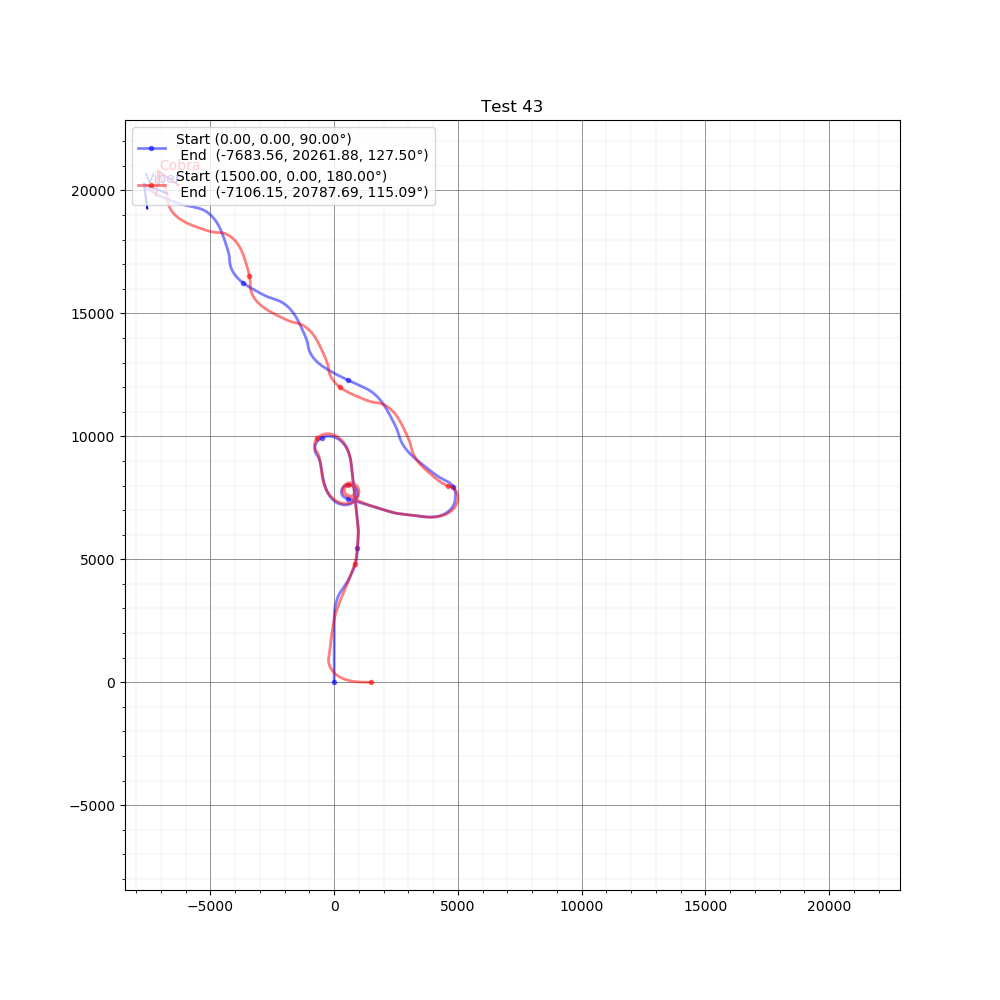 Test 43
Start (0.00, 0.00, 90.00°)
End (-7683.56, 20261.88, 127.50°)
Start (1500.00, 0.00, 180.00°)
End (-7106.15, 20787.69, 115.09°)
Cobra
20000
15000
10000
5000
0
−5000
−5000
0
5000
10000
15000
20000